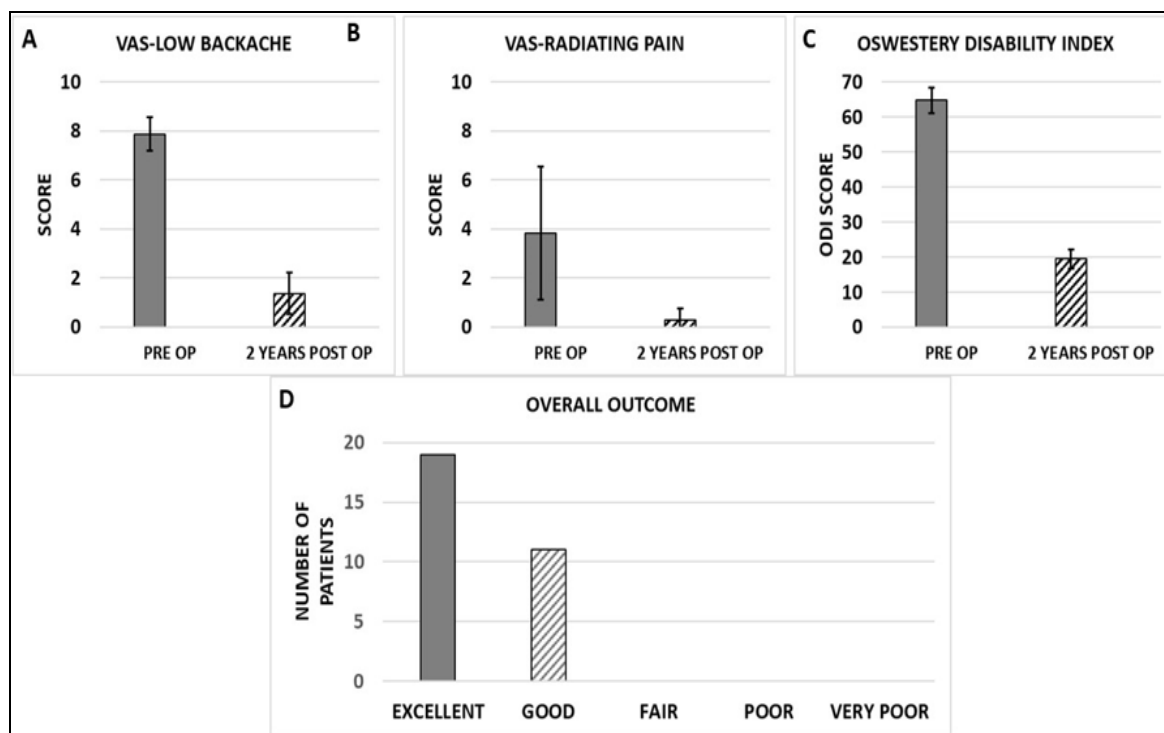 A
VAS-LOW BACKACHE
10
8
6
4
2
0
SCORE
PRE OP
2 YEARS POST OP
B
VAS-RADIATING PAIN
10
8
6
4
2
0
SCORE
PRE OP
2 YEARS POST OP
C
OSWESTERY DISABILITY INDEX
70
60
50
40
30
20
10
0
ODI SCORE
PRE OP
2 YEARS POST OP
D
OVERALL OUTCOME
20
15
10
5
0
NUMBER OF
PATIENTS
EXCELLENT
GOOD
FAIR
POOR
VERY POOR